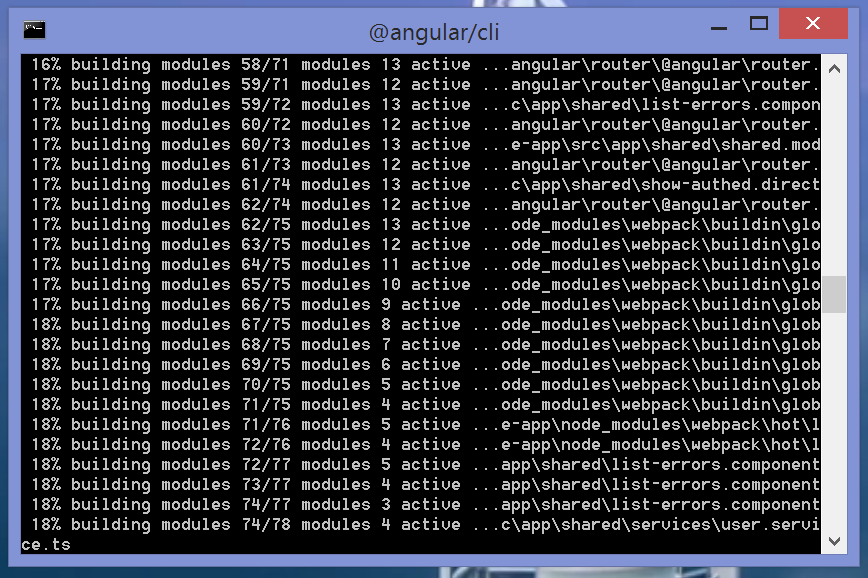 @angular/cli
16% building modules 58/71 modules 13 active ...angular\router\@angular\router.
17% building modules 59/71 modules 12 active ...angular\router\@angular\router.
17% building modules 59/72 modules 13 active ...c\app\shared\list-errors.compon
17% building modules 60/72 modules 12 active ...angular\router\@angular\router.
17% building modules 60/73 modules 13 active ...e-app\src\app\shared\shared.mod
17% building modules 61/73 modules 12 active ...angular\router\@angular\router.
17% building modules 61/74 modules 13 active ...c\app\shared\show-authed.direct
17% building modules 62/74 modules 12 active ...angular\router\@angular\router.
17% building modules 62/75 modules 13 active ...ode_modules\webpack\buildin\glo
17% building modules 63/75 modules 12 active ...ode_modules\webpack\buildin\glo
17% building modules 64/75 modules 11 active ...ode_modules\webpack\buildin\glo
17% building modules 65/75 modules 10 active ...ode_modules\webpack\buildin\glo
17% building modules 66/75 modules 9 active ...ode_modules\webpack\buildin\glob
18% building modules 67/75 modules 8 active ...ode_modules\webpack\buildin\glob
18% building modules 68/75 modules 7 active ...ode_modules\webpack\buildin\glob
18% building modules 69/75 modules 6 active ...ode_modules\webpack\buildin\glob
18% building modules 70/75 modules 5 active ...ode_modules\webpack\buildin\glob
18% building modules 71/75 modules 4 active ...ode_modules\webpack\buildin\glob
18% building modules 71/76 modules 5 active ...e-app\node_modules\webpack\hot\l
18% building modules 72/76 modules 4 active ...e-app\node_modules\webpack\hot\l
18% building modules 72/77 modules 5 active ...app\shared\list-errors.component
18% building modules 73/77 modules 4 active ...app\shared\list-errors.component
18% building modules 74/77 modules 3 active ...app\shared\list-errors.component
18% building modules 74/78 modules 4 active ...c\app\shared\services\user.servi
ce.ts